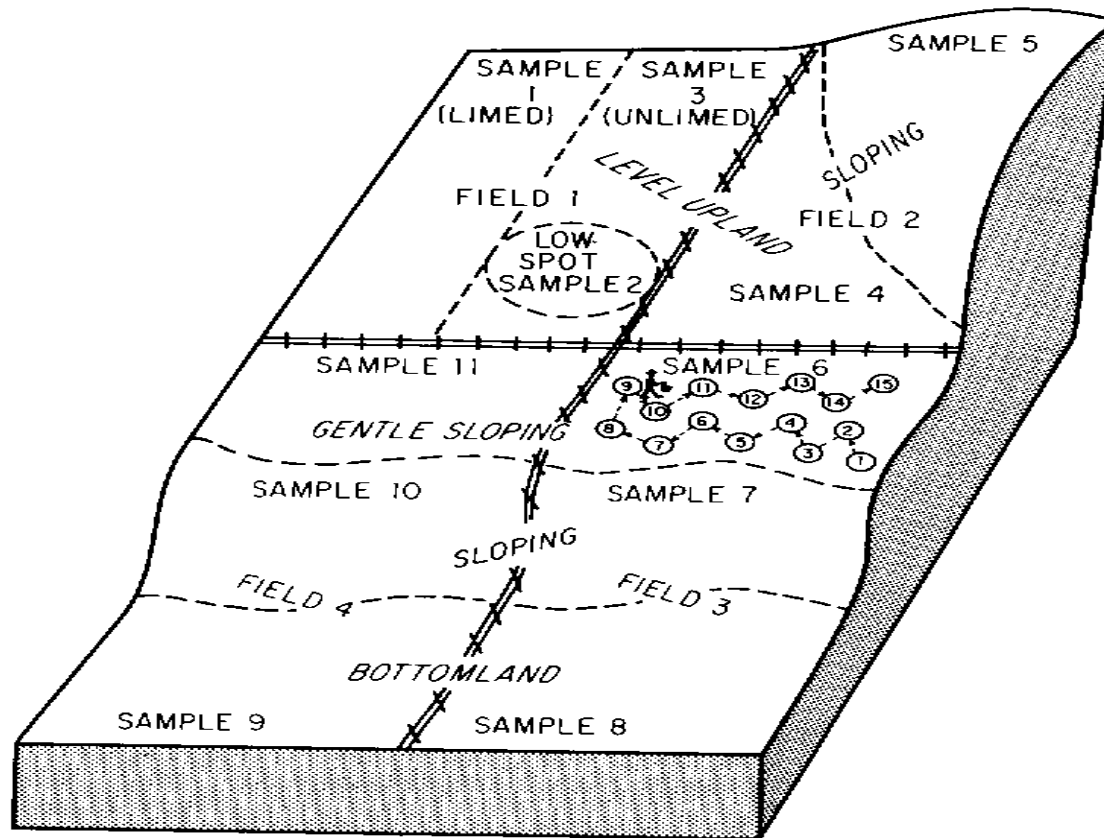 SAMPLE 5
SAMPLE
1
(LIMED)
SAMPLE
3
(UNLIMED)
SLOPING
LEVEL UPLAND
FIELD 1
FIELD 2
LOW
SPOT
SAMPLE 2
SAMPLE 4
SAMPLE 11
SAMPLE 6
9 10 11 12 13 14 15
8 7 6 5 4 3 2 1
GENTLE SLOPING
SAMPLE 10
SAMPLE 7
SLOPING
FIELD 4
FIELD 3
BOTTOMLAND
SAMPLE 9
SAMPLE 8